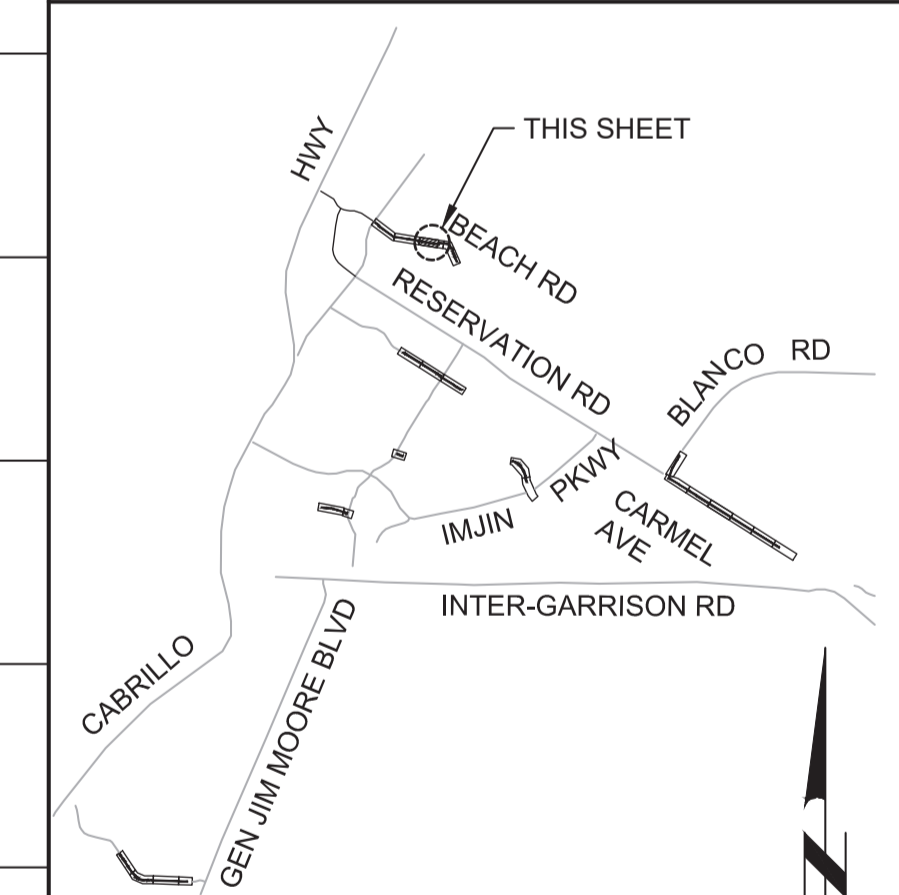 HWY
THIS SHEET
BEACH RD
RESERVATION RD
BLANCO RD
IMJIN PKWY
CARMEL
AVE
INTER-GARRISON RD
CABRILLO
GEN JIM MOORE BLVD